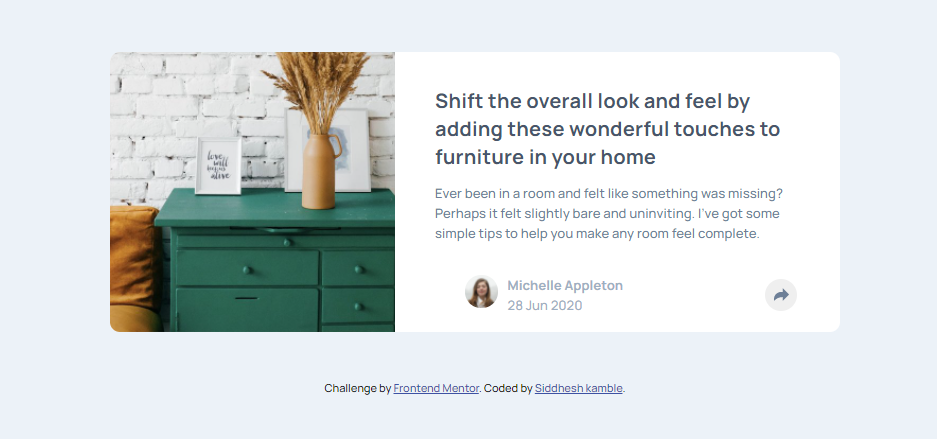 love
will
keep us
alive
Shift the overall look and feel by
adding these wonderful touches to
furniture in your home
Ever been in a room and felt like something was missing?
Perhaps it felt slightly bare and uninviting. I've got some
simple tips to help you make any room feel complete.
Michelle Appleton
28 Jun 2020
Challenge by Frontend Mentor. Coded by Siddhesh kamble.